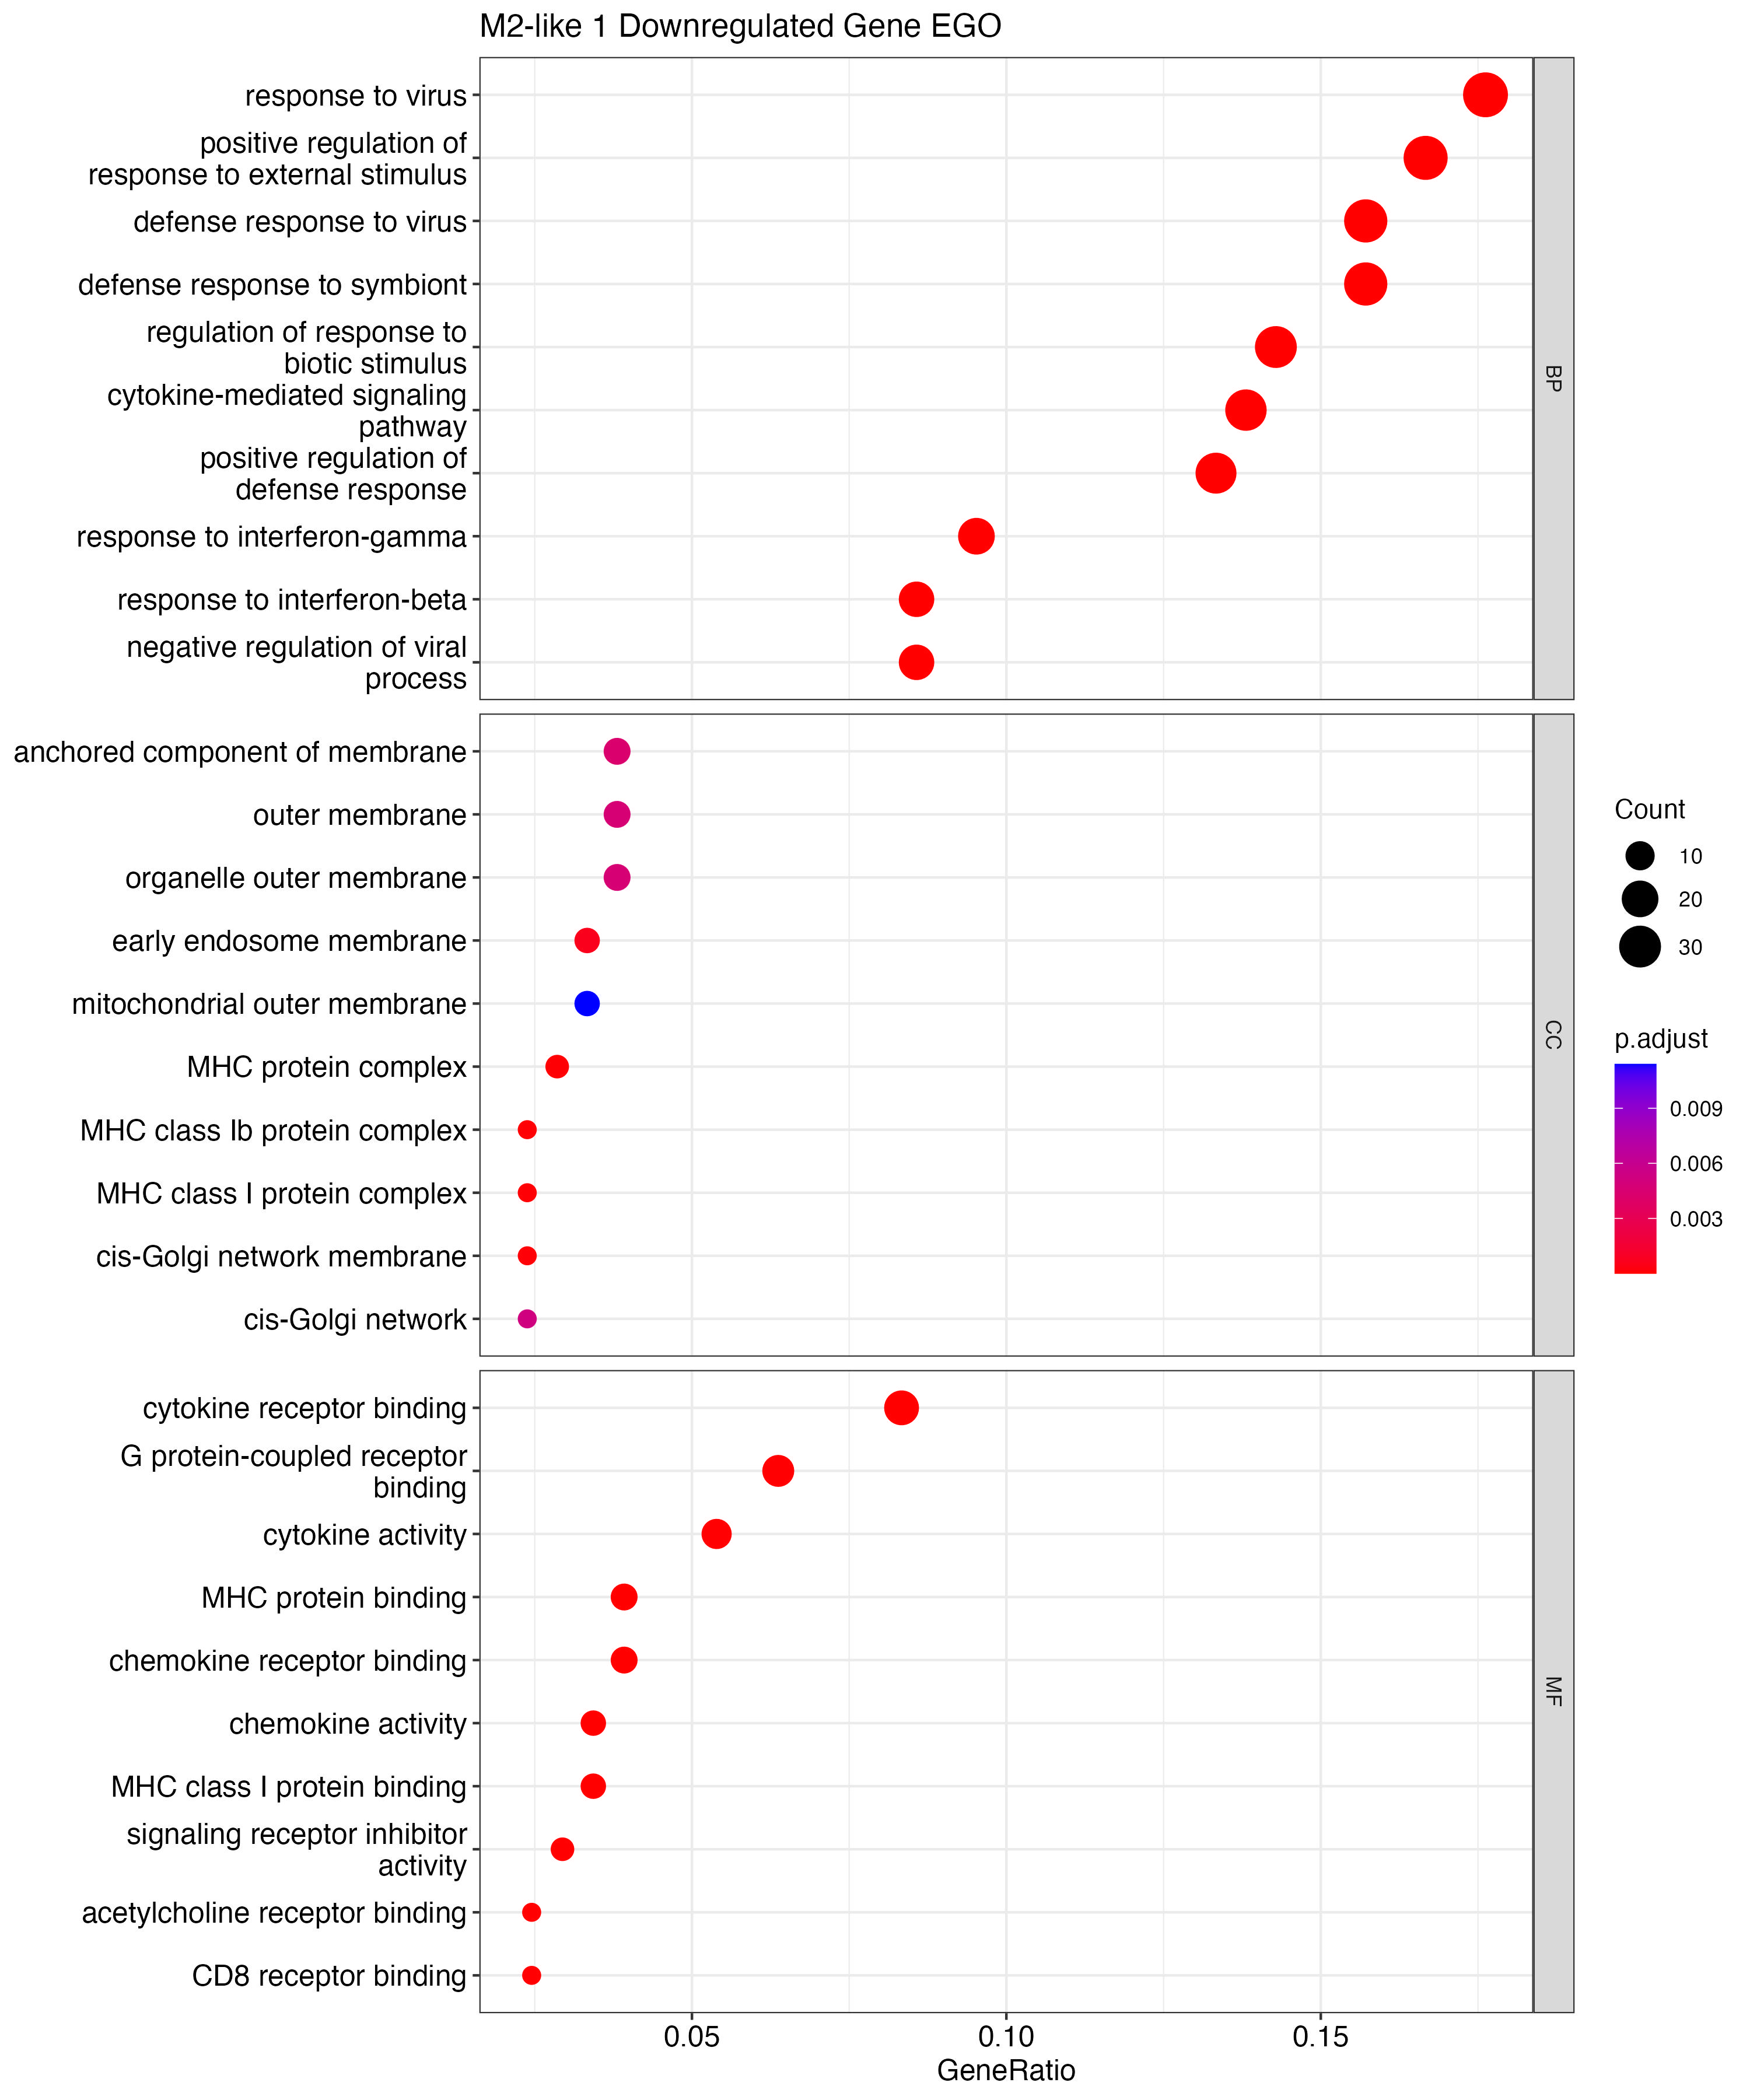 M2-like 1 Downregulated Gene EGO
response to virus
positive regulation of
response to external stimulus
defense response to virus
defense response to symbiont
regulation of response to
biotic stimulus
cytokine-mediated signaling
pathway
positive regulation of
defense response
response to interferon-gamma
response to interferon-beta
negative regulation of viral
process
BP
anchored component of membrane
outer membrane
organelle outer membrane
early endosome membrane
mitochondrial outer membrane
MHC protein complex
MHC class Ib protein complex
MHC class I protein complex
cis-Golgi network membrane
cis-Golgi network
CC
cytokine receptor binding
G protein-coupled receptor
binding
cytokine activity
MHC protein binding
chemokine receptor binding
chemokine activity
MHC class I protein binding
signaling receptor inhibitor
activity
acetylcholine receptor binding
CD8 receptor binding
MF
0.05
0.10
0.15
GeneRatio
Count
10
20
30
p.adjust
0.009
0.006
0.003